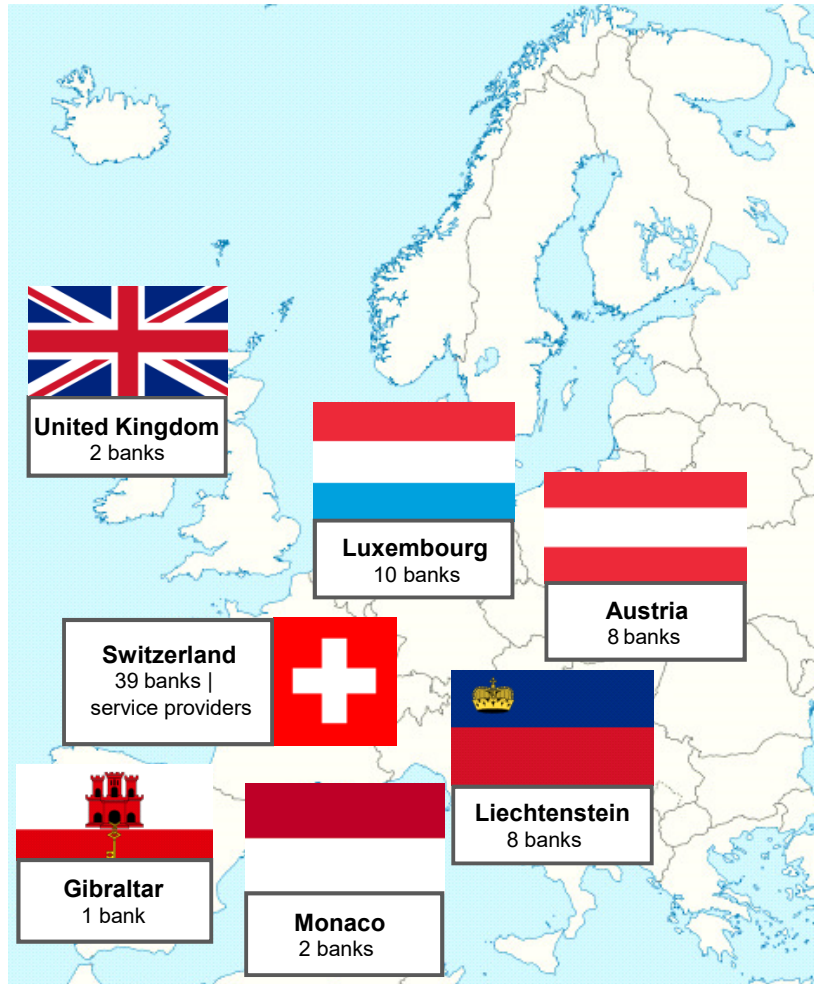 United Kingdom
2 banks
Luxembourg
10 banks
Austria
8 banks
Switzerland
39 banks |
service providers
Liechtenstein
8 banks
Gibraltar
1 bank
Monaco
2 banks